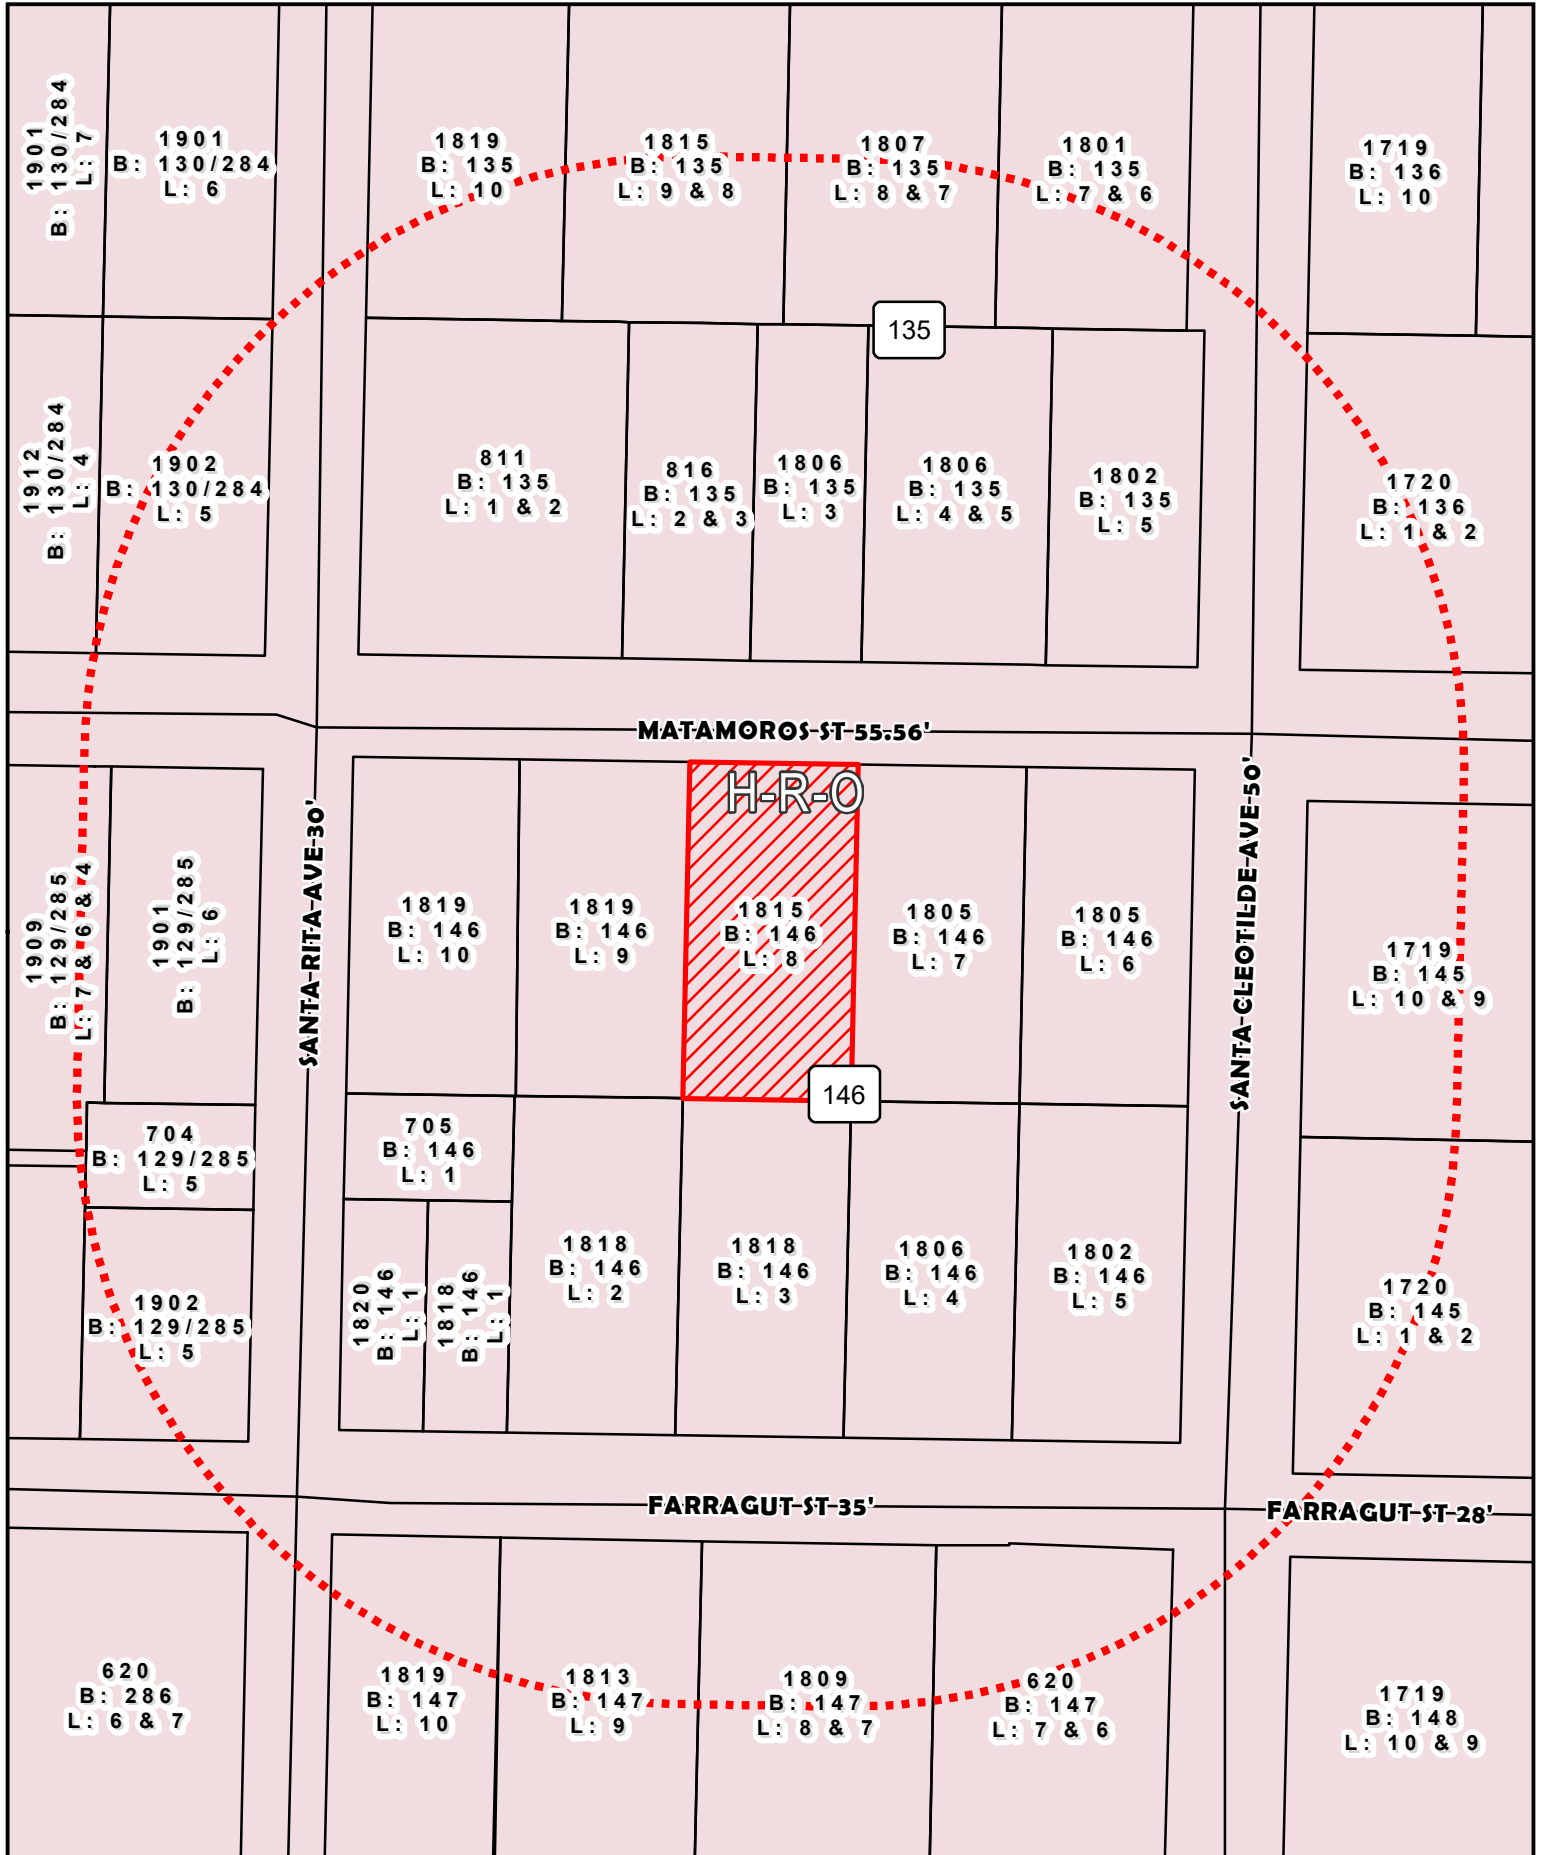 1901
B: 130/284
L: 7
1901
B: 130/284
L: 6
1819
B: 135
L: 10
1815
B: 135
L: 9 & 8
1807
B: 135
L: 8 & 7
1801
B: 135
L: 7 & 6
1719
B: 136
L: 10
135
1912
B: 130/284
L: 4
1902
B: 130/284
L: 5
811
B: 135
L: 1 & 2
816
B: 135
L: 2 & 3
1806
B: 135
L: 3
1806
B: 135
L: 4 & 5
1802
B: 135
L: 5
1720
B: 136
L: 1 & 2
MATAMOROS ST 55.56'
H-R-O
SANTA RITA AVE 30'
SANTA CLEOTILDE AVE 50'
1909
B: 129/285
L: 7 & 6 & 4
1901
B: 129/285
L: 6
1819
B: 146
L: 10
1819
B: 146
L: 9
1815
B: 146
L: 8
1805
B: 146
L: 7
1805
B: 146
L: 6
1719
B: 145
L: 10 & 9
146
704
B: 129/285
L: 5
705
B: 146
L: 1
1902
B: 129/285
L: 5
1820
B: 146
L: 1
1818
B: 146
L: 1
1818
B: 146
L: 2
1818
B: 146
L: 3
1806
B: 146
L: 4
1802
B: 146
L: 5
1720
B: 145
L: 1 & 2
FARRAGUT ST 35'
FARRAGUT ST 28'
620
B: 286
L: 6 & 7
1819
B: 147
L: 10
1813
B: 147
L: 9
1809
B: 147
L: 8 & 7
620
B: 147
L: 7 & 6
1719
B: 148
L: 10 & 9